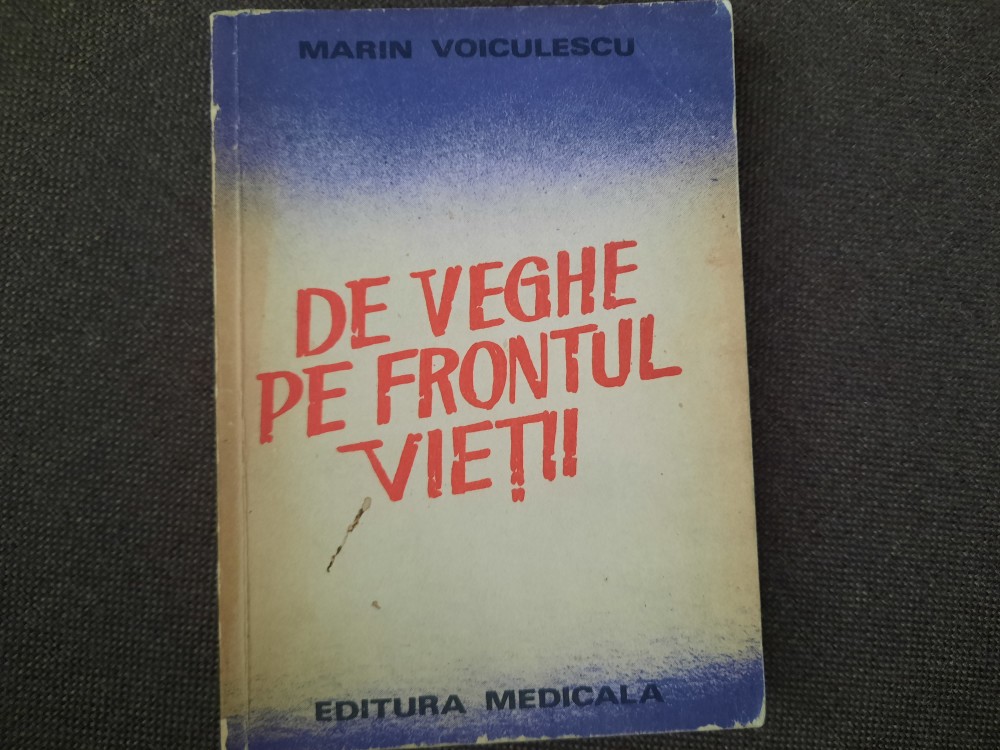 MARIN VOICULESCU
DE VEGHE
PE FRONTUL
VIEȚII
EDITURA MEDICALA